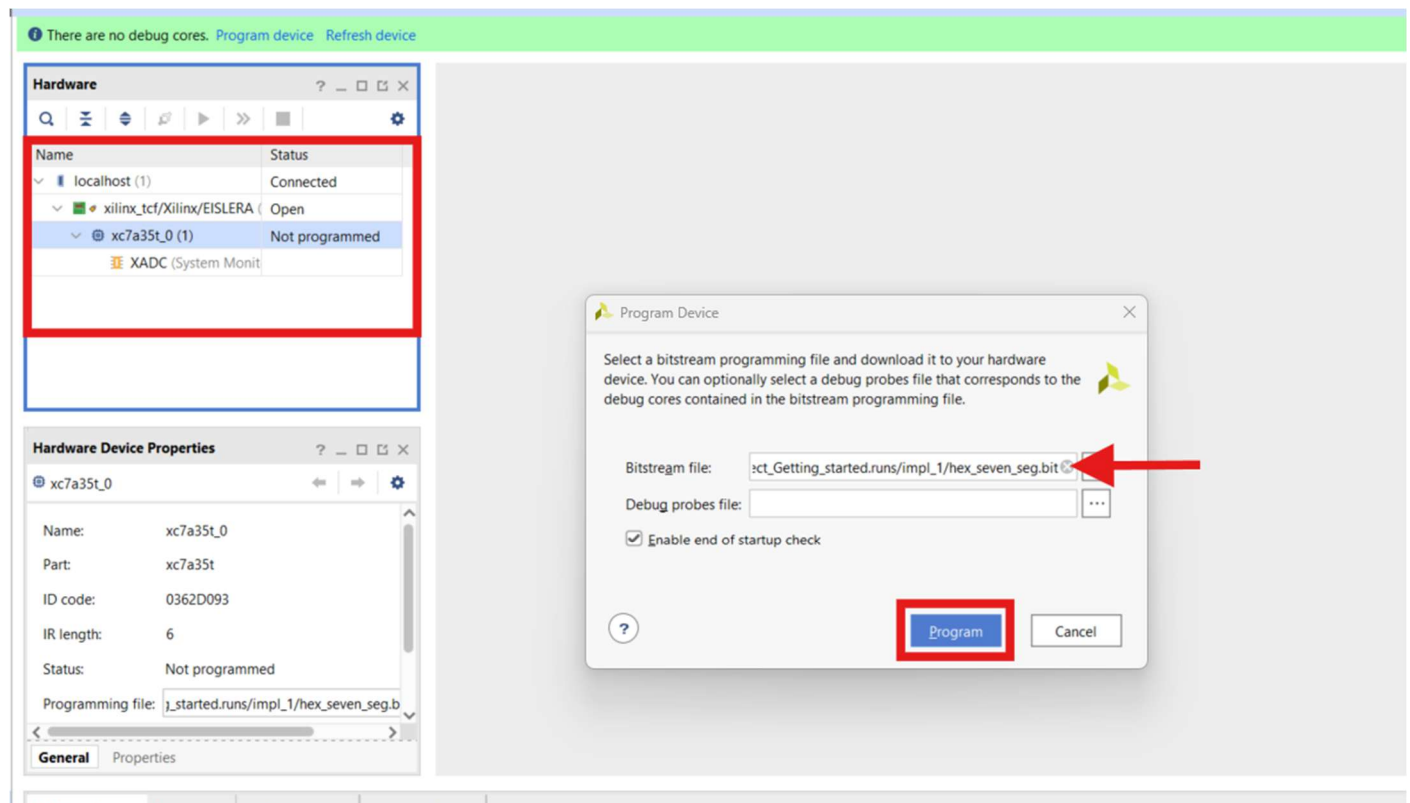 There are no debug cores. Program device Refresh device
Hardware
Name Status
localhost (1) Connected
xilinx_tcf/Xilinx/EISLERA ( Open
xc7a35t_0 (1) Not programmed
XADC (System Monit
Hardware Device Properties
xc7a35t_0
Name: xc7a35t_0
Part: xc7a35t
ID code: 0362D093
IR length: 6
Status: Not programmed
Programming file: _started.runs/impl_1/hex_seven_seg.b
General Properties
Program Device
Select a bitstream programming file and download it to your hardware
device. You can optionally select a debug probes file that corresponds to the
debug cores contained in the bitstream programming file.
Bitstream file: ect_Getting_started.runs/impl_1/hex_seven_seg.bit
Debug probes file: ...
Enable end of startup check
? Program Cancel